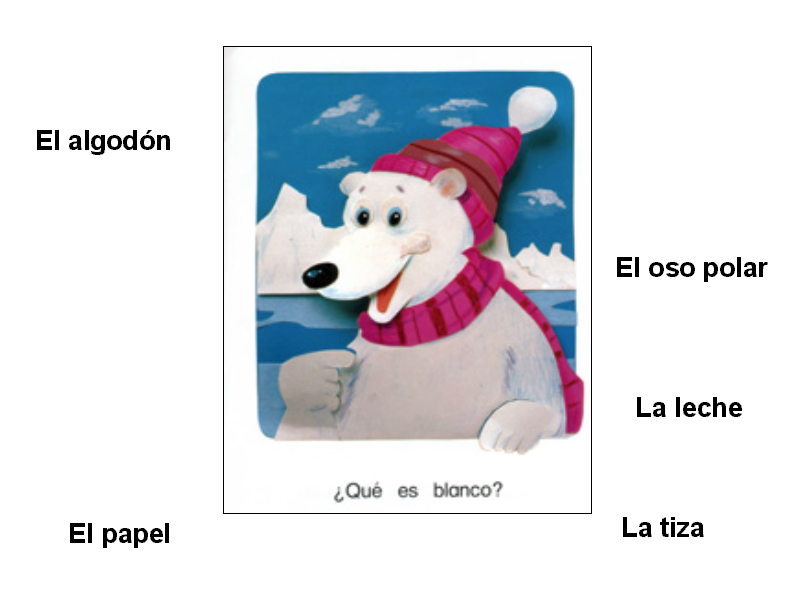 El algodón
El oso polar
La leche
¿Qué es blanco?
El papel
La tiza